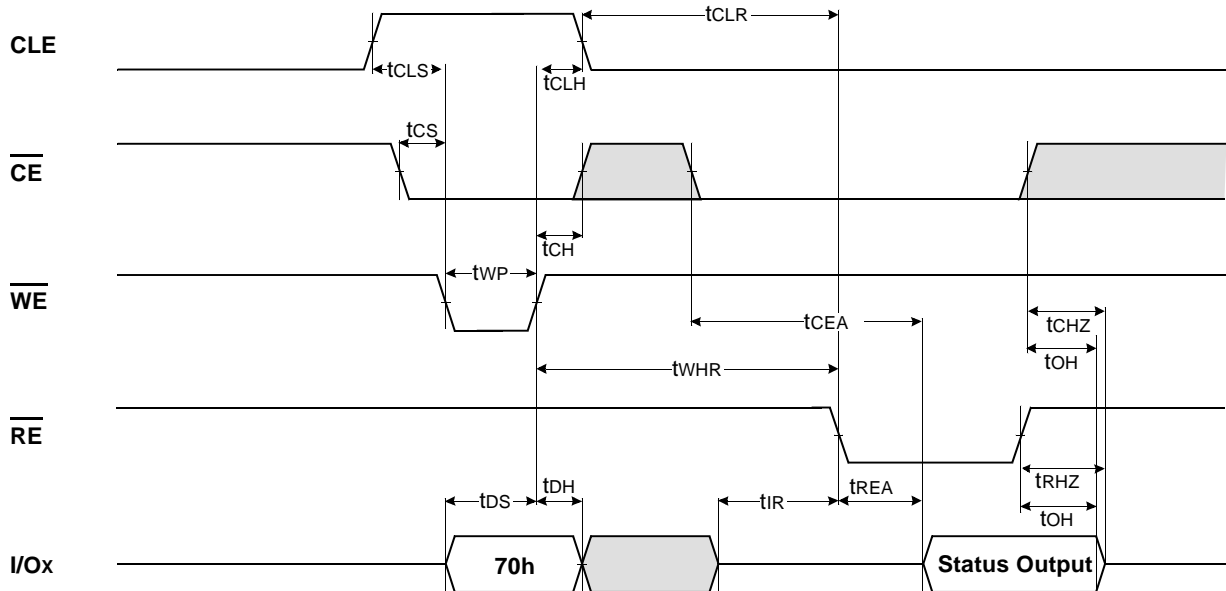 tCLR
CLE
tCLS
tCLH
tCS
CE
tCH
tWP
WE
tCEA
tCHZ
tOH
tWHR
RE
tDH
tDS
tIR
tREA
tRHZ
tOH
I/Ox
70h
Status Output